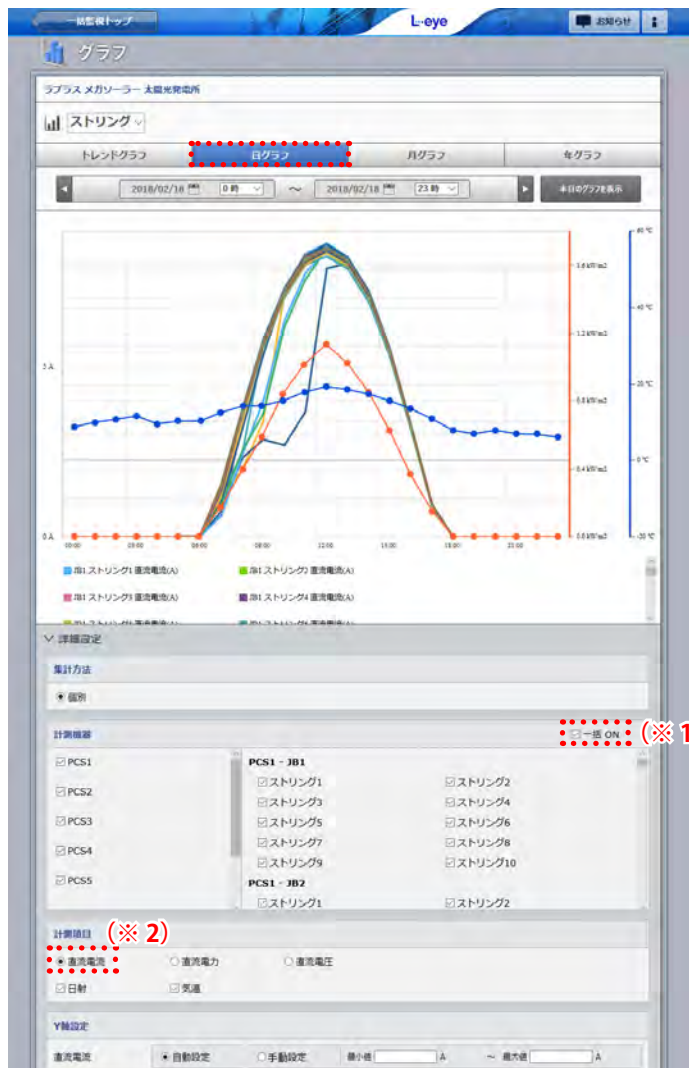 一括監視トップ L・eye お知らせ
グラフ
ラプラス メガソーラー 太陽光発電所
ストリング
トレンドグラフ 日グラフ 月グラフ 年グラフ
2018/02/18 0 時 ～ 2018/02/18 23 時 本日のグラフを表示
60 ℃
1.6 kW/m2
40 ℃
1.2 kW/m2
5 A
20 ℃
0.8 kW/m2
0 ℃
0.4 kW/m2
0 A 0.0 kW/m2 -20 ℃
00:00 03:00 06:00 09:00 12:00 15:00 18:00 21:00
JB1 ストリング1 直流電流(A) JB1 ストリング2 直流電流(A)
JB1 ストリング3 直流電流(A) JB1 ストリング4 直流電流(A)
詳細設定
集計方法
個別
計測機器 一括 ON (※ 1
PCS1 PCS1 - JB1
ストリング1 ストリング2
PCS2 ストリング3 ストリング4
PCS3 ストリング5 ストリング6
ストリング7 ストリング8
PCS4 ストリング9 ストリング10
PCS5 PCS1 - JB2
ストリング1 ストリング2
計測項目 (※ 2)
直流電流 直流電力 直流電圧
日射 気温
Y軸設定
直流電流 自動設定 手動設定 最小値 A ～ 最大値 A